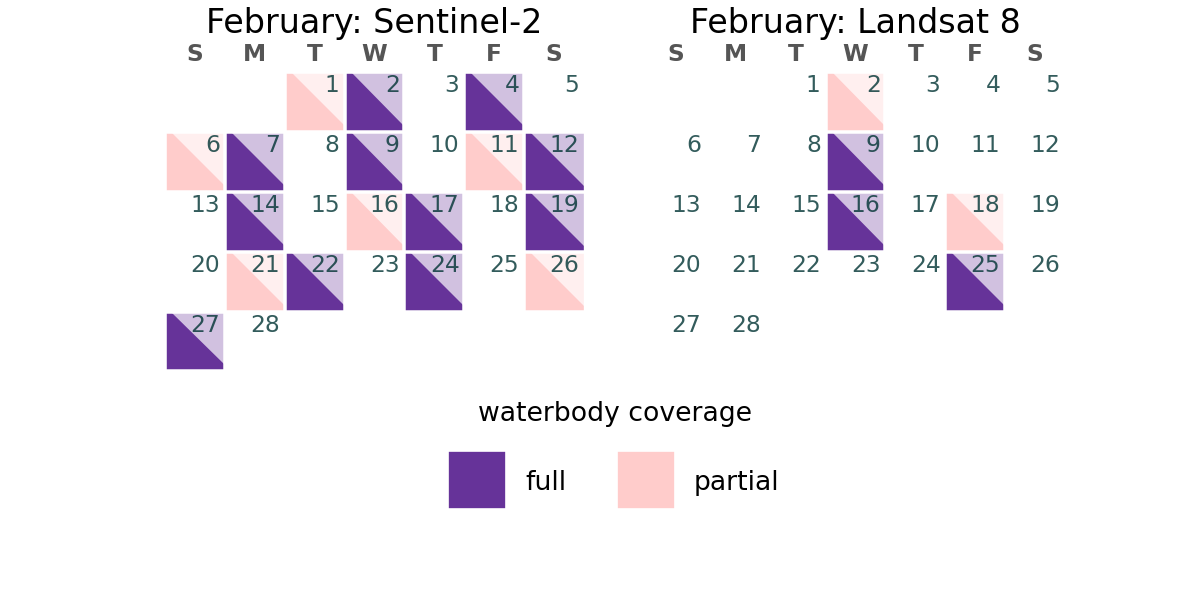 February: Sentinel-2
S M T W T F S
1 2 3 4 5
6 7 8 9 10 11 12
13 14 15 16 17 18 19
20 21 22 23 24 25 26
27 28
February: Landsat 8
S M T W T F S
1 2 3 4 5
6 7 8 9 10 11 12
13 14 15 16 17 18 19
20 21 22 23 24 25 26
27 28
waterbody coverage
full
partial